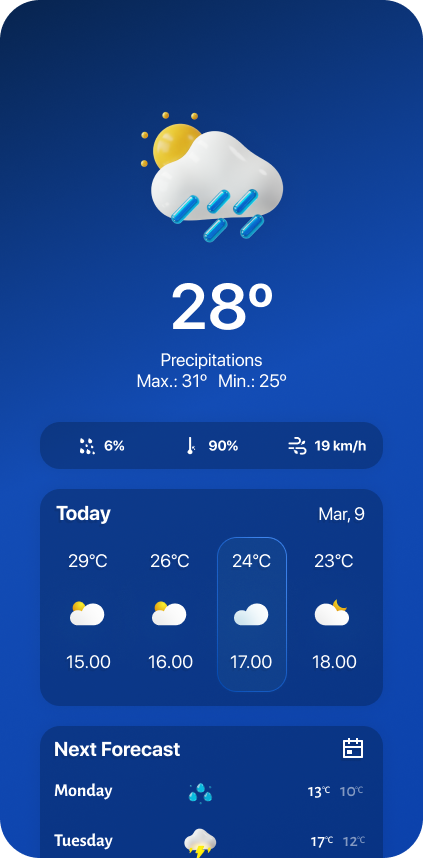 28º
Precipitations
Max.: 31º Min.: 25º
6% 90% 19 km/h
Today Mar, 9
29°C 26°C 24°C 23°C
15.00 16.00 17.00 18.00
Next Forecast
Monday 13°C 10°C
Tuesday 17°C 12°C